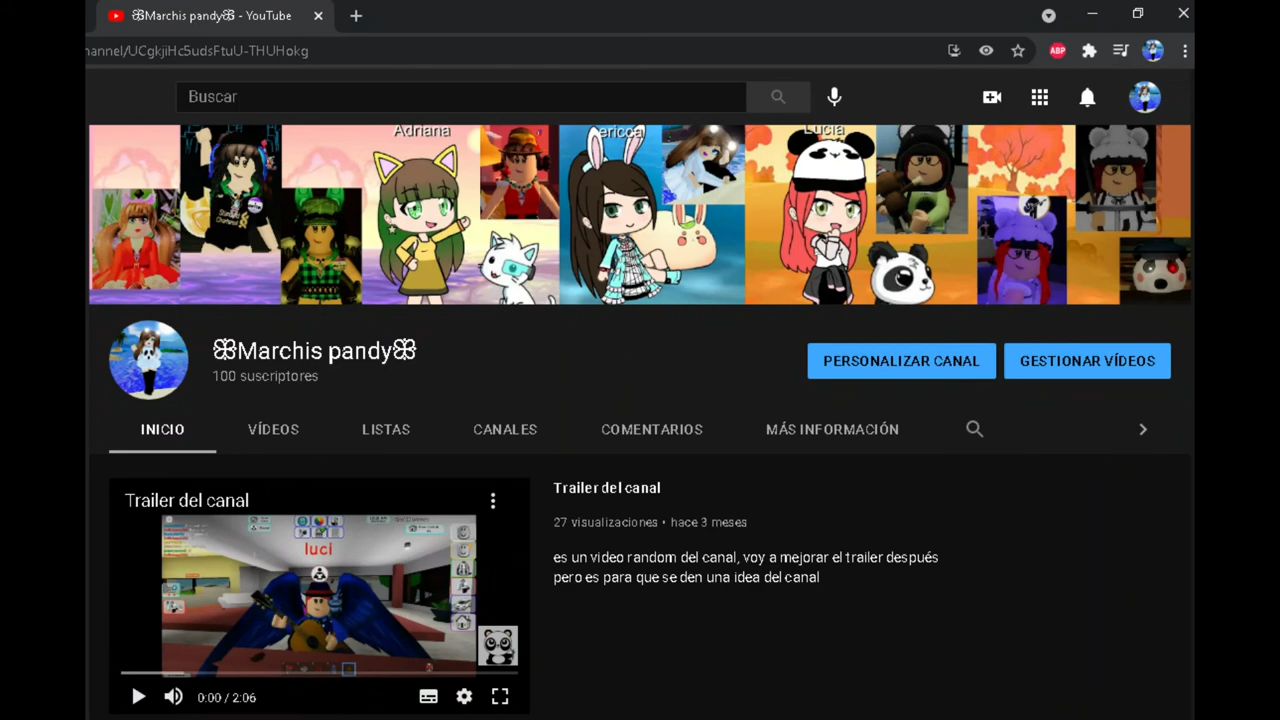 ꕥMarchis pandyꕥ - YouTube
hannel/UCgkjiHc5udsFtuU-THUHokg
ABP
Buscar
Adriana
ericca
Lucia
ꕥMarchis pandyꕥ
100 suscriptores
PERSONALIZAR CANAL
GESTIONAR VÍDEOS
INICIO
VÍDEOS
LISTAS
CANALES
COMENTARIOS
MÁS INFORMACIÓN
Trailer del canal
luci
0:00 / 2:06
Trailer del canal
27 visualizaciones • hace 3 meses
es un video random del canal, voy a mejorar el trailer después
pero es para que se den una idea del canal